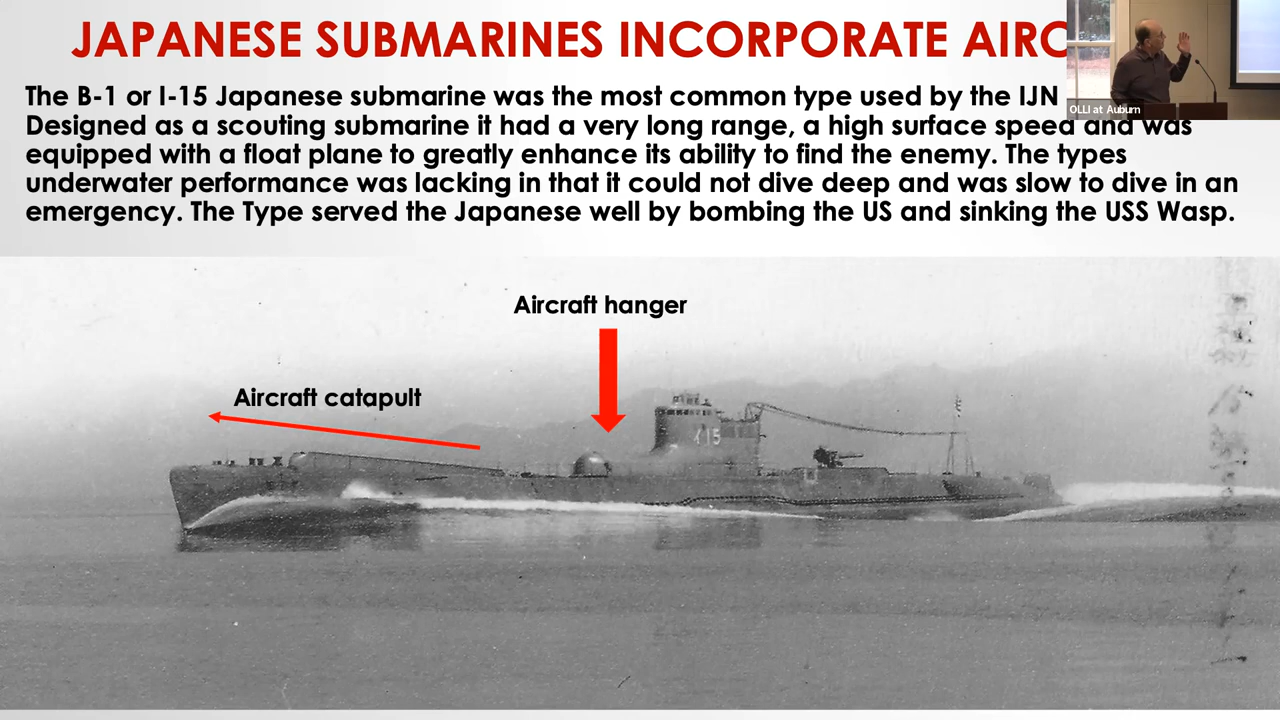 JAPANESE SUBMARINES INCORPORATE AIRC
The B-1 or I-15 Japanese submarine was the most common type used by the IJN
OLLI at Auburn
Designed as a scouting submarine it had a very long range, a high surface speed and was
equipped with a float plane to greatly enhance its ability to find the enemy. The types
underwater performance was lacking in that it could not dive deep and was slow to dive in an
emergency. The Type served the Japanese well by bombing the US and sinking the USS Wasp.
Aircraft hanger
Aircraft catapult
イ15